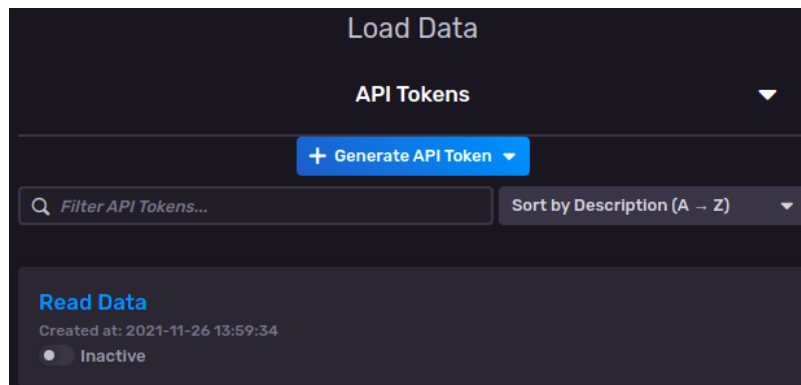 Load Data
API Tokens
Generate API Token
Filter API Tokens...
Sort by Description (A → Z)
Read Data
Created at: 2021-11-26 13:59:34
Inactive